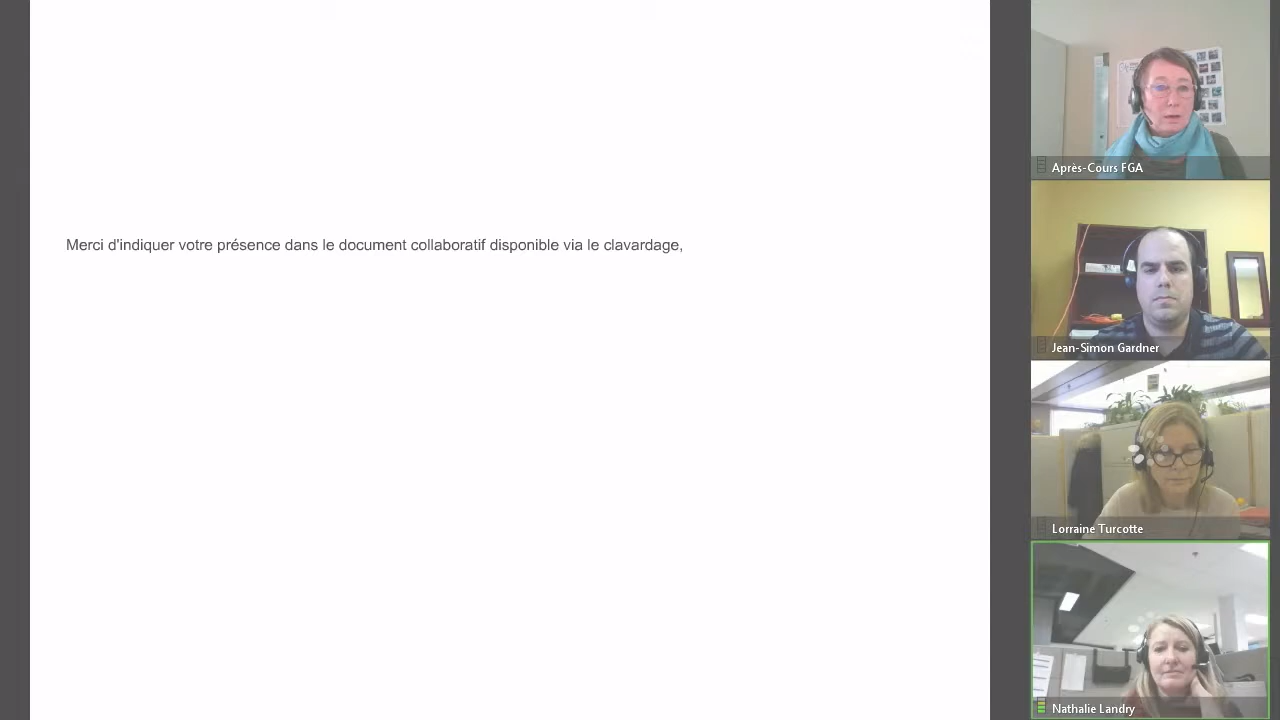 Merci d'indiquer votre présence dans le document collaboratif disponible via le clavardage,
Après-Cours FGA
Jean-Simon Gardner
Lorraine Turcotte
Nathalie Landry